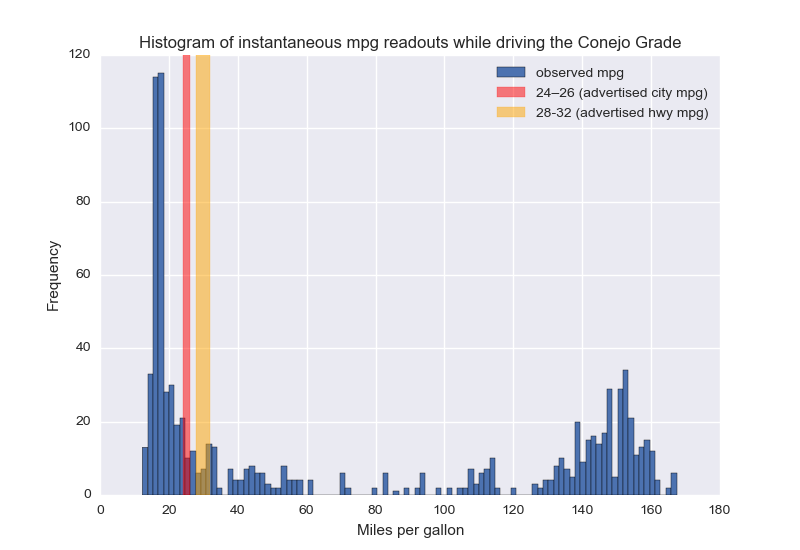 Histogram of instantaneous mpg readouts while driving the Conejo Grade
observed mpg
24–26 (advertised city mpg)
28-32 (advertised hwy mpg)
120
100
80
60
40
20
0
Frequency
0 20 40 60 80 100 120 140 160 180
Miles per gallon